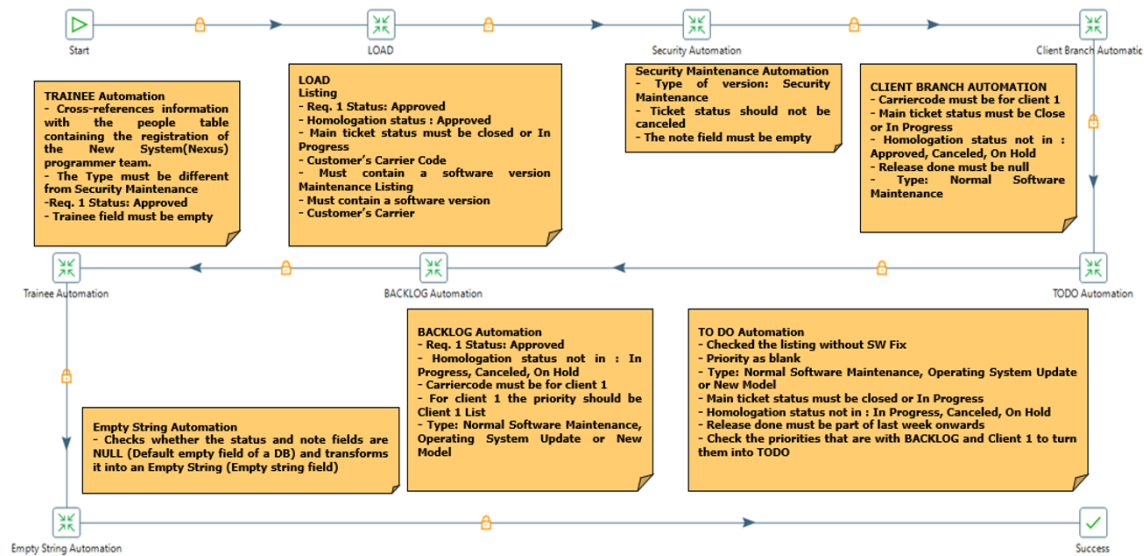 Start
LOAD
Security Automation
Client Branch Automatic
TRAINEE Automation
- Cross-references information
with the people table
containing the registration of
the New System(Nexus)
programmer team.
- The Type must be different
from Security Maintenance
-Req. 1 Status: Approved
- Trainee field must be empty
LOAD
Listing
- Req. 1 Status: Approved
- Homologation status : Approved
- Main ticket status must be closed or In
Progress
- Customer's Carrier Code
- Must contain a software version
Maintenance Listing
- Must contain a software version
- Customer's Carrier
Security Maintenance Automation
- Type of version: Security
Maintenance
- Ticket status should not be
canceled
- The note field must be empty
CLIENT BRANCH AUTOMATION
- Carriercode must be for client 1
- Main ticket status must be Close
or In Progress
- Homologation status not in :
Approved, Canceled, On Hold
- Release done must be null
- Type: Normal Software
Maintenance
Trainee Automation
BACKLOG Automation
TODO Automation
Empty String Automation
- Checks whether the status and note fields are
NULL (Default empty field of a DB) and transforms
it into an Empty String (Empty string field)
BACKLOG Automation
- Req. 1 Status: Approved
- Homologation status not in : In
Progress, Canceled, On Hold
- Carriercode must be for client 1
- For client 1 the priority should be
Client 1 List
- Type: Normal Software Maintenance,
Operating System Update or New
Model
TO DO Automation
- Checked the listing without SW Fix
- Priority as blank
- Type: Normal Software Maintenance, Operating System Update
or New Model
- Main ticket status must be closed or In Progress
- Homologation status not in : In Progress, Canceled, On Hold
- Release done must be part of last week onwards
- Check the priorities that are with BACKLOG and Client 1 to turn
them into TODO
Empty String Automation
Success